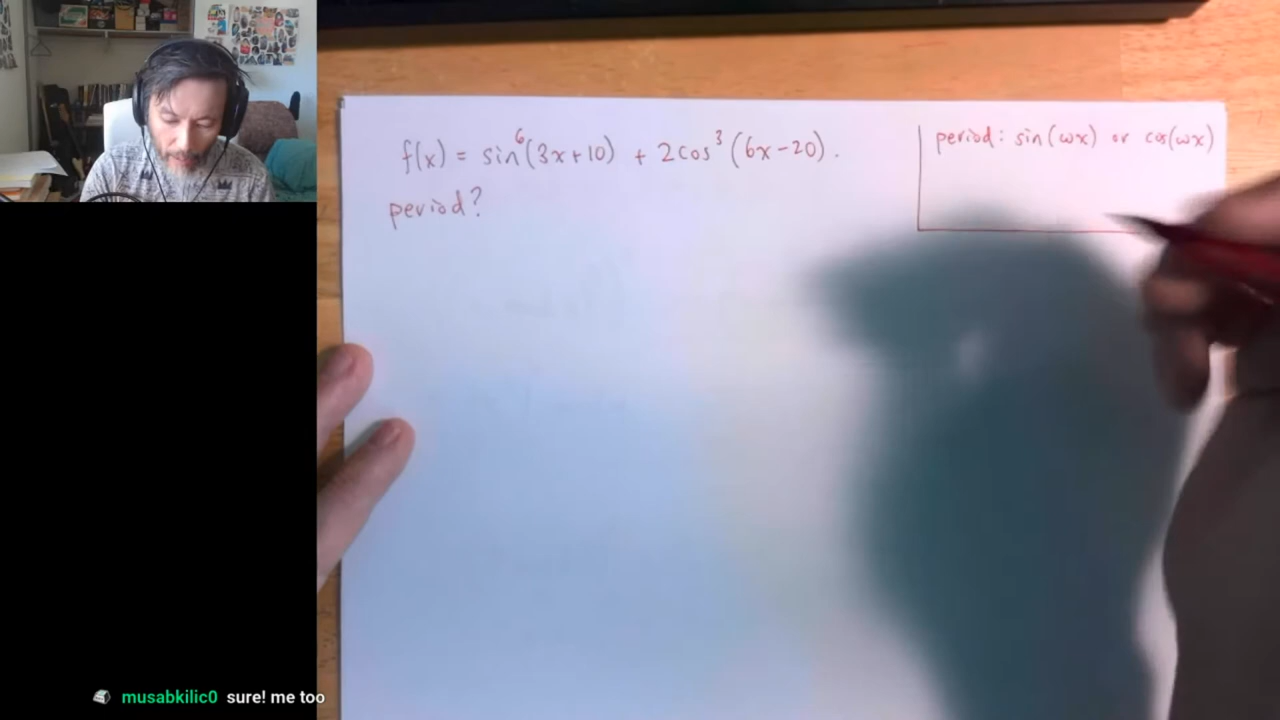 f(x) = sin⁶(3x+10) + 2cos³(6x-20).
period?
period: sin(ωx) or cos(ωx)
musabkilic0 sure! me too